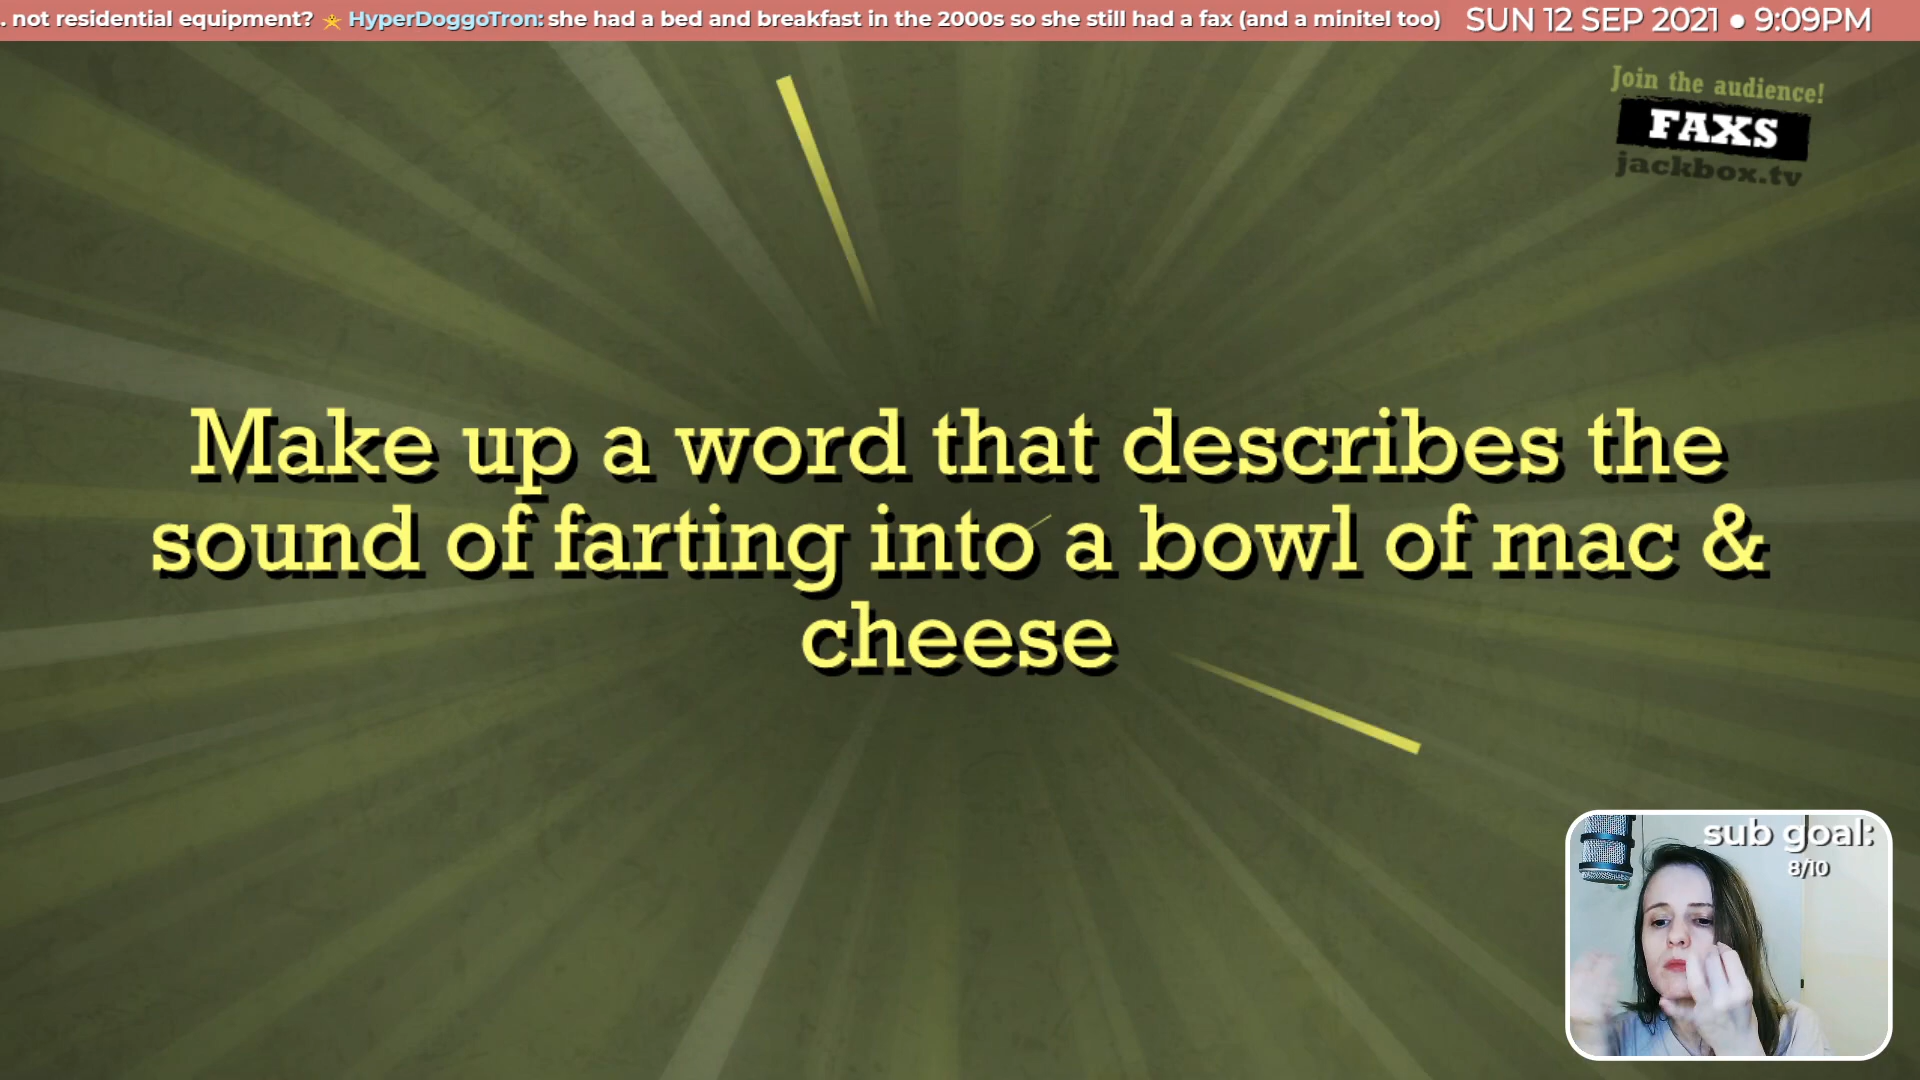 . not residential equipment? HyperDoggoTron: she had a bed and breakfast in the 2000s so she still had a fax (and a minitel too) SUN 12 SEP 2021 ● 9:09PM
Join the audience!
FAXS
jackbox.tv
Make up a word that describes the
sound of farting into a bowl of mac &
cheese
sub goal:
8/10